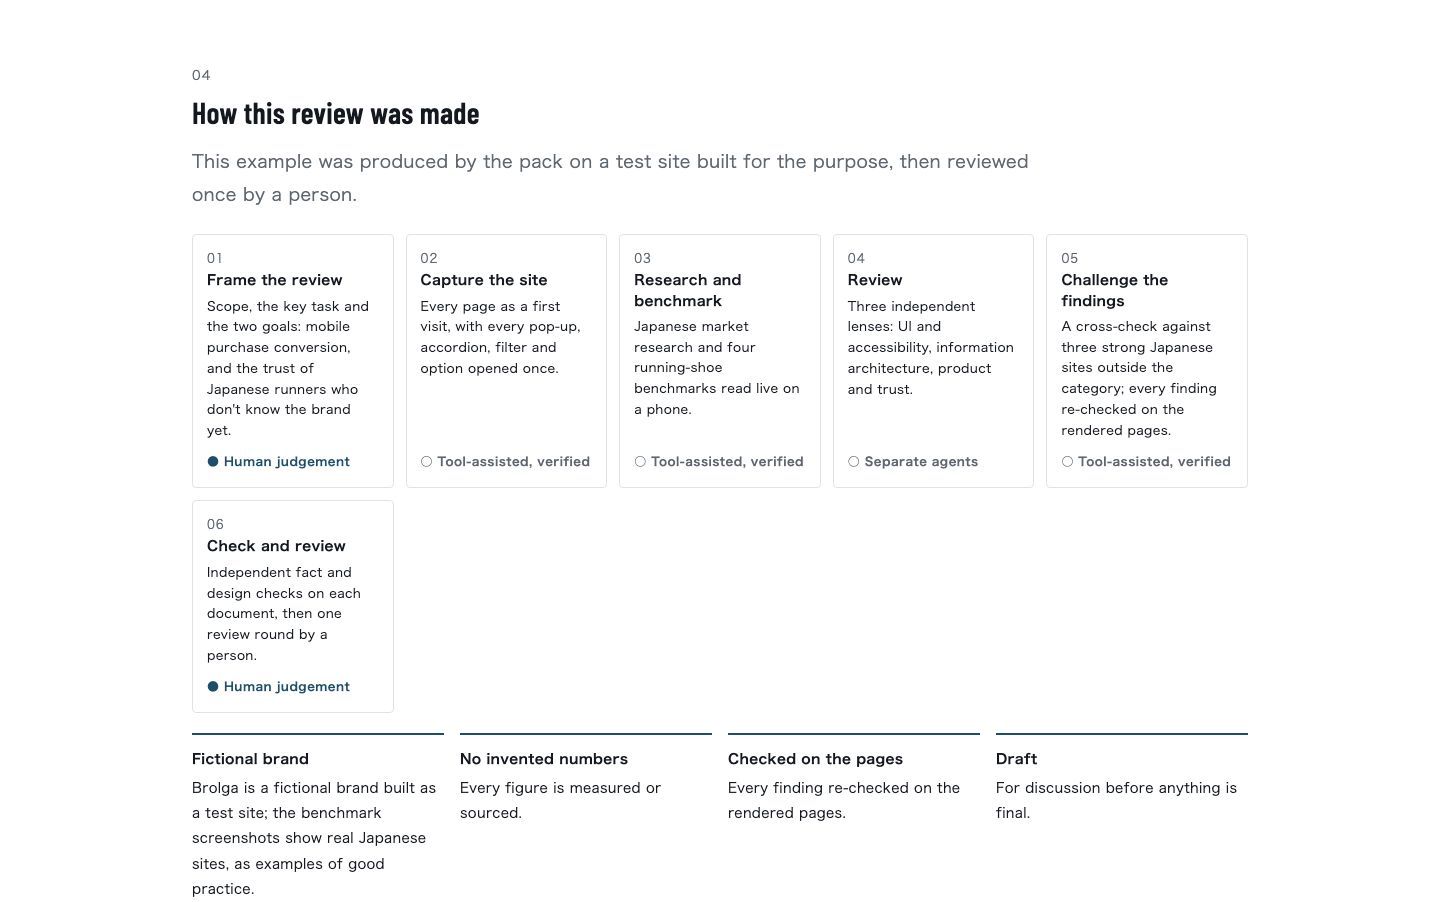 04
How this review was made
This example was produced by the pack on a test site built for the purpose, then reviewed
once by a person.
01
Frame the review
Scope, the key task and
the two goals: mobile
purchase conversion,
and the trust of
Japanese runners who
don't know the brand
yet.
Human judgement
02
Capture the site
Every page as a first
visit, with every pop-up,
accordion, filter and
option opened once.
Tool-assisted, verified
03
Research and
benchmark
Japanese market
research and four
running-shoe
benchmarks read live on
a phone.
Tool-assisted, verified
04
Review
Three independent
lenses: UI and
accessibility, information
architecture, product
and trust.
Separate agents
05
Challenge the
findings
A cross-check against
three strong Japanese
sites outside the
category; every finding
re-checked on the
rendered pages.
Tool-assisted, verified
06
Check and review
Independent fact and
design checks on each
document, then one
review round by a
person.
Human judgement
Fictional brand
Brolga is a fictional brand built as
a test site; the benchmark
screenshots show real Japanese
sites, as examples of good
practice.
No invented numbers
Every figure is measured or
sourced.
Checked on the pages
Every finding re-checked on the
rendered pages.
Draft
For discussion before anything is
final.